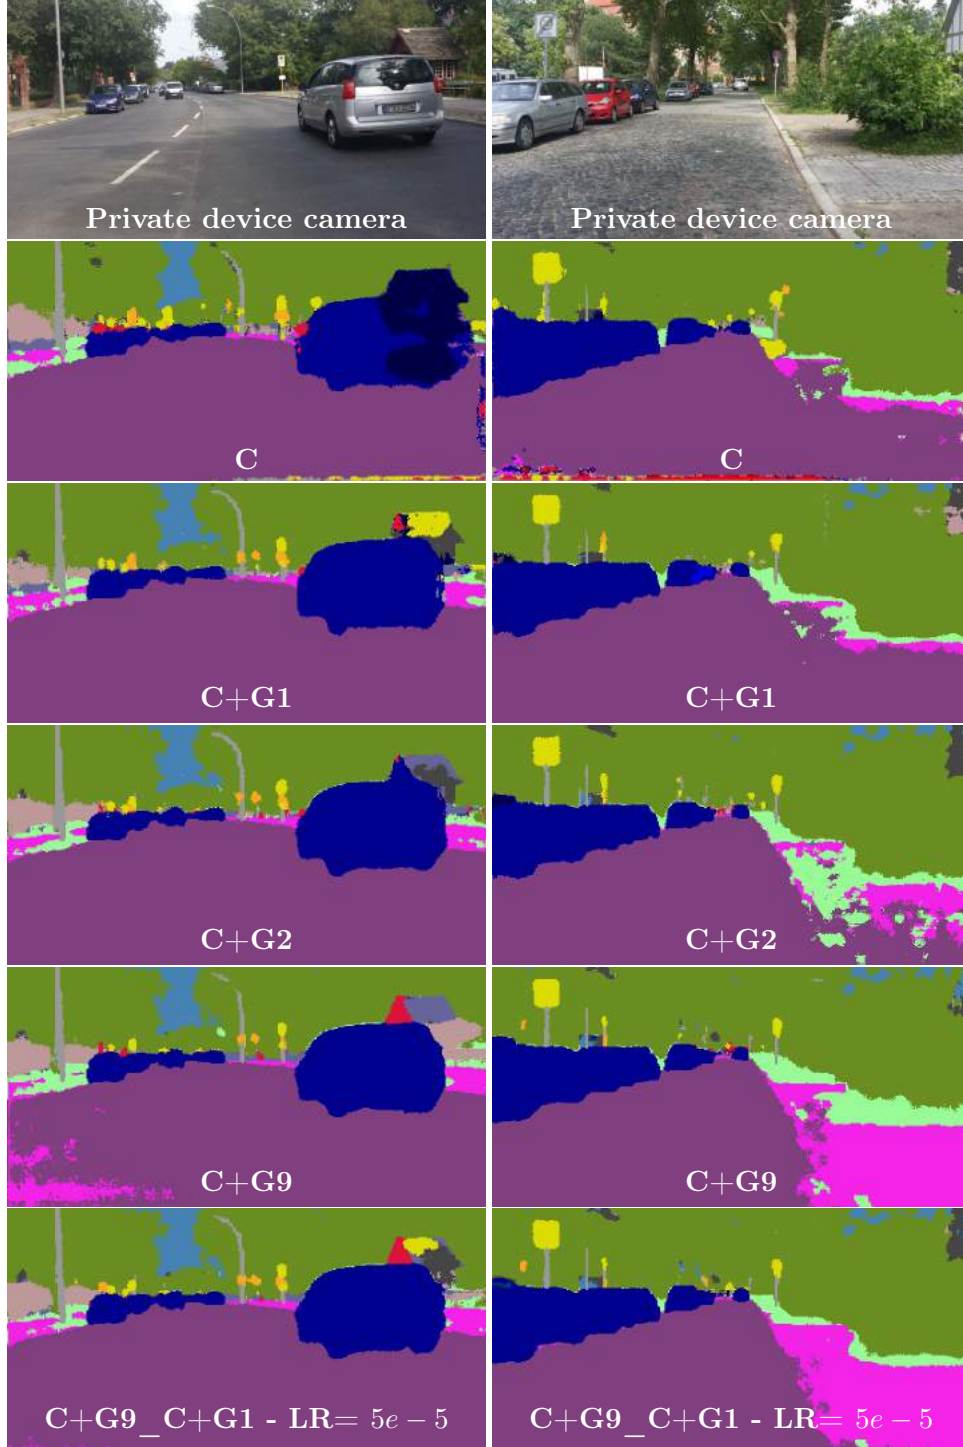 Private device camera
Private device camera
C
C
C+G1
C+G1
C+G2
C+G2
C+G9
C+G9
C+G9_C+G1 - LR= 5e − 5
C+G9_C+G1 - LR= 5e − 5